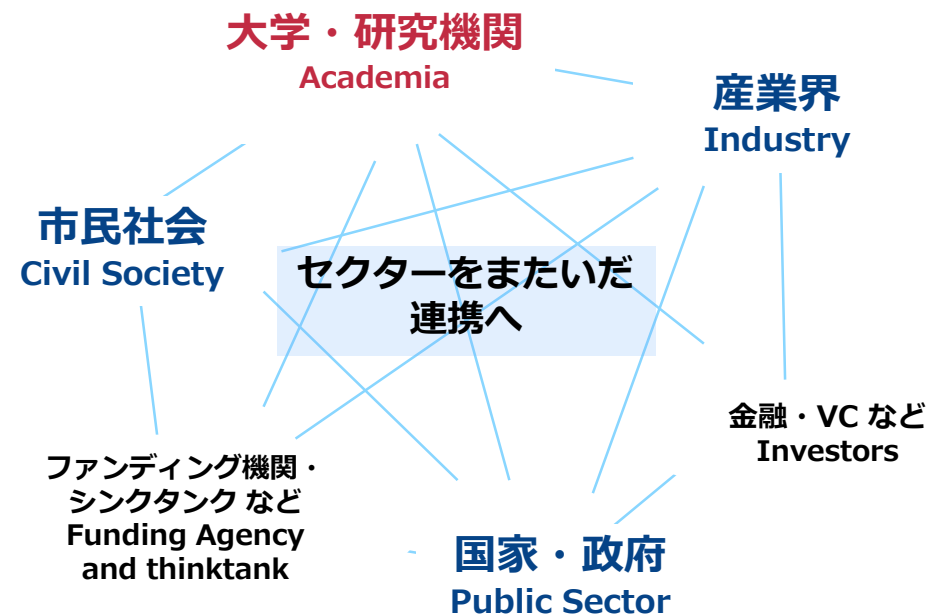 大学・研究機関
Academia
産業界
Industry
市民社会
Civil Society
セクターをまたいだ
連携へ
金融・VC など
Investors
ファンディング機関・
シンクタンク など
Funding Agency
and thinktank
国家・政府
Public Sector